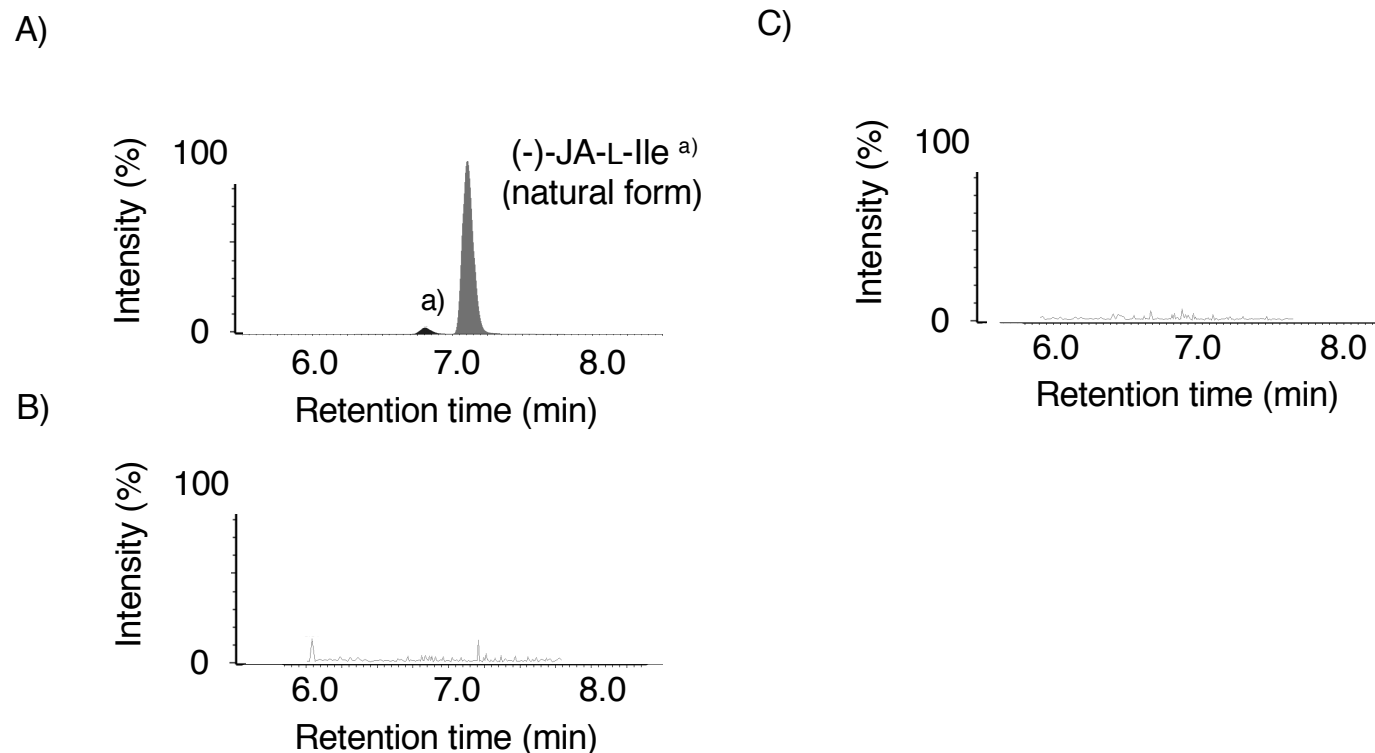 A)
Intensity (%)
100
0
(-)-JA-L-Ile a)
(natural form)
a)
6.0 7.0 8.0
Retention time (min)
B)
Intensity (%)
100
0
6.0 7.0 8.0
Retention time (min)
C)
Intensity (%)
100
0
6.0 7.0 8.0
Retention time (min)